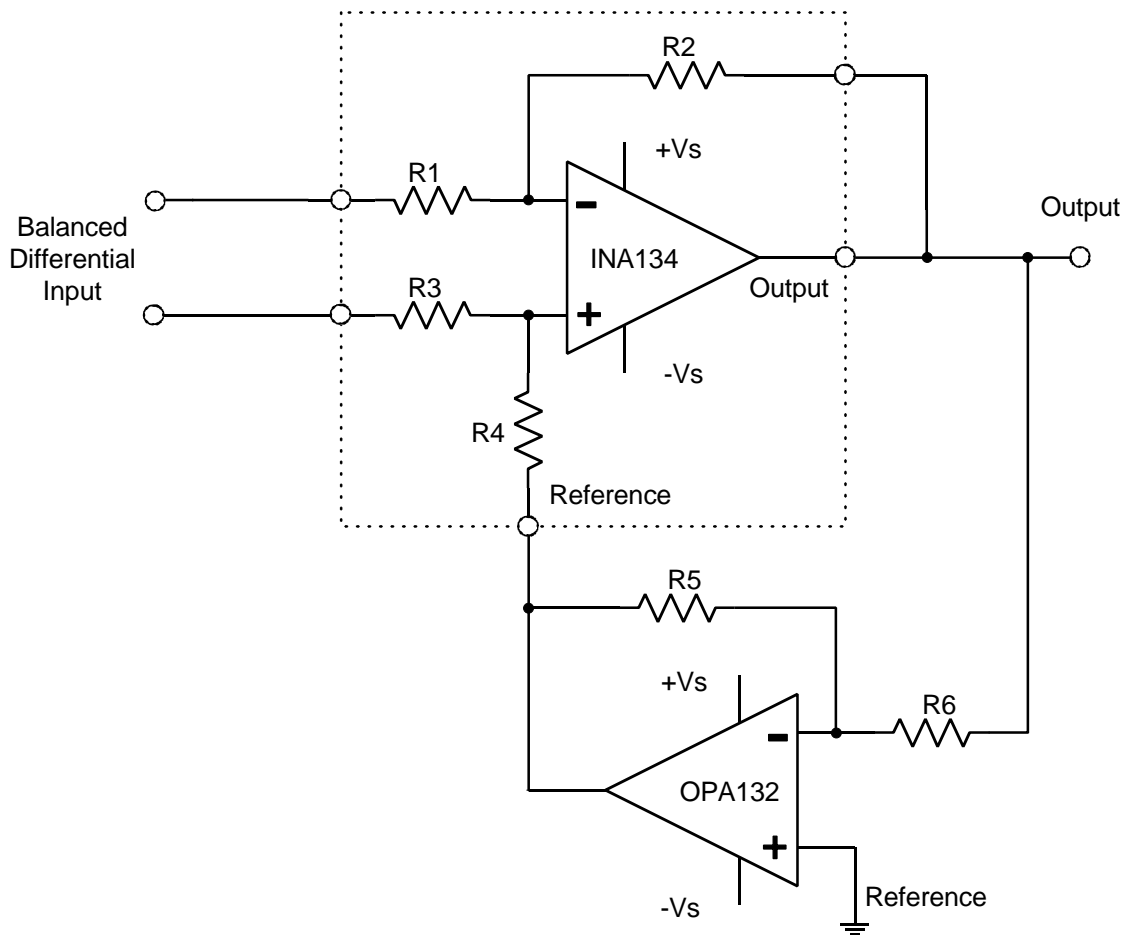 R2
+Vs
R1
Balanced
Differential
Input
INA134
Output
Output
R3
-Vs
R4
Reference
R5
+Vs
R6
OPA132
-Vs
Reference